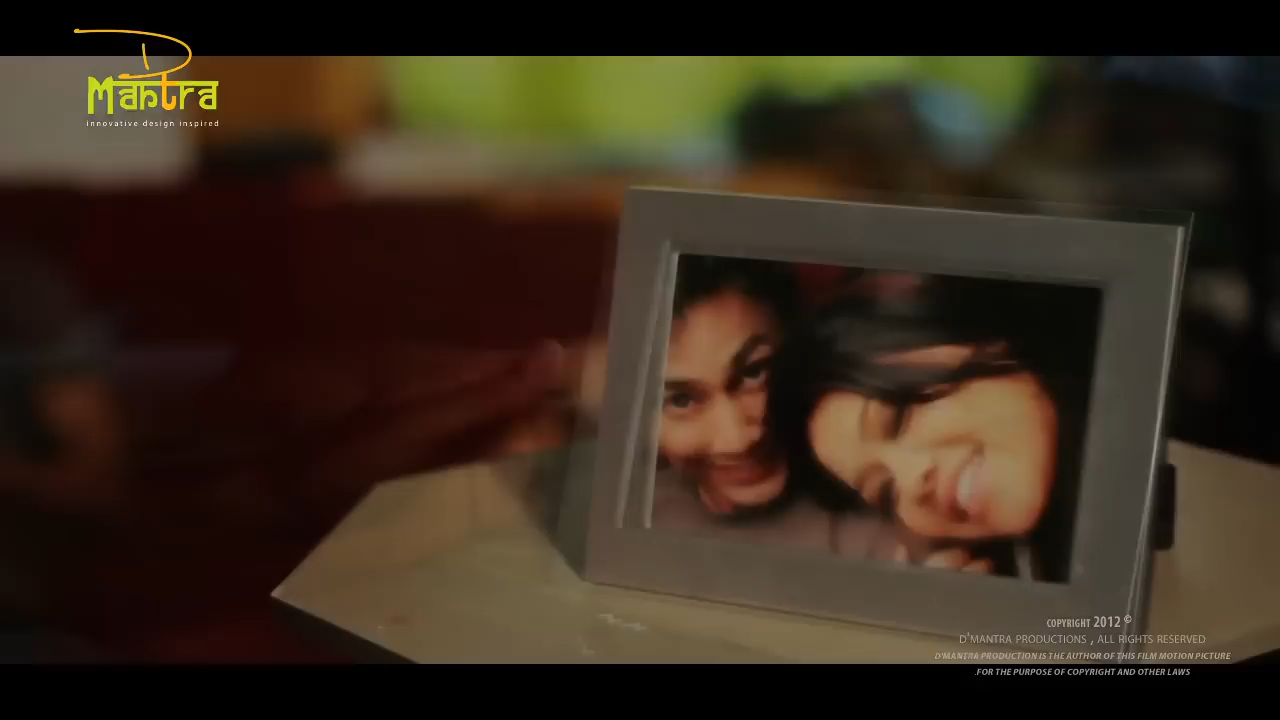 D
Mantra
innovative design inspired
COPYRIGHT 2012 ©
D'MANTRA PRODUCTIONS , ALL RIGHTS RESERVED
D'MANTRA PRODUCTION IS THE AUTHOR OF THIS FILM MOTION PICTURE
.FOR THE PURPOSE OF COPYRIGHT AND OTHER LAWS